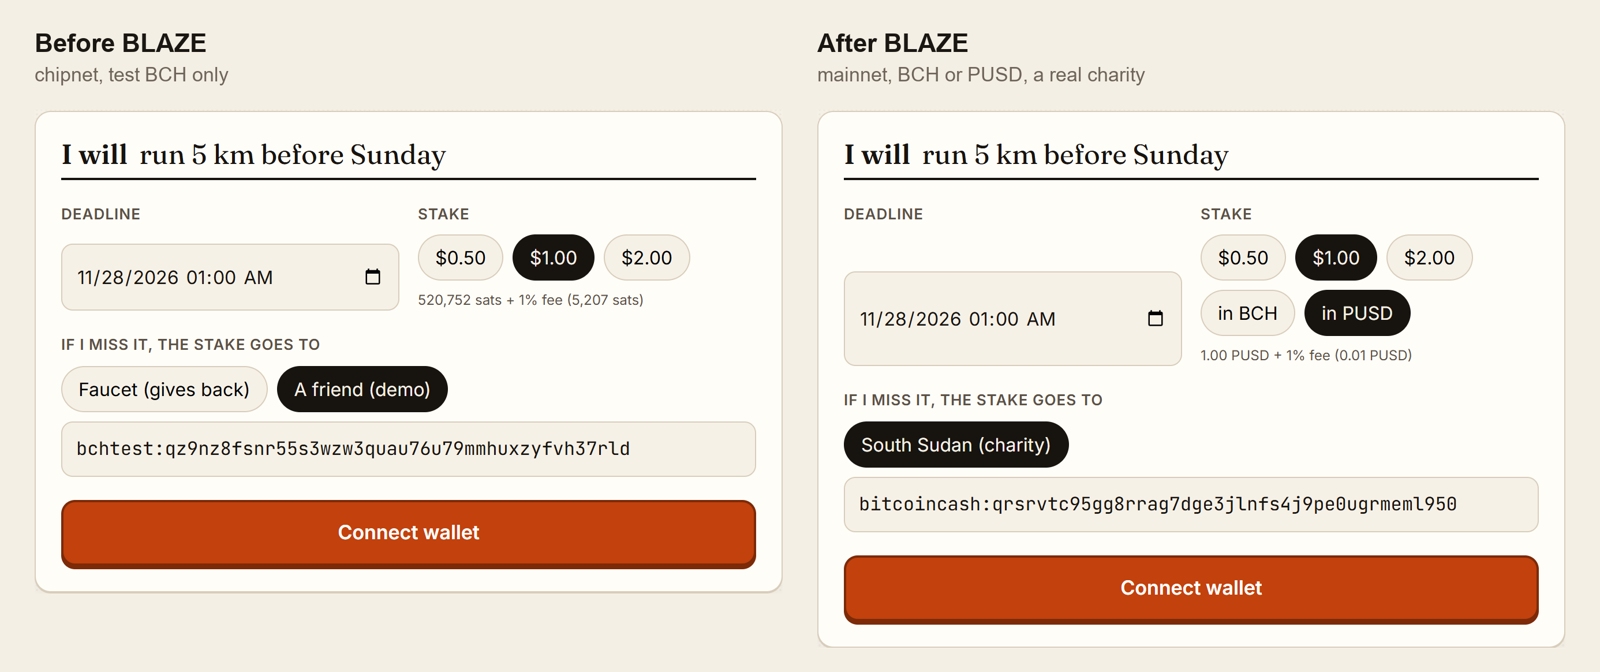 Before BLAZE
chipnet, test BCH only
I will run 5 km before Sunday
DEADLINE
STAKE
11/28/2026 01:00 AM
$0.50
$1.00
$2.00
520,752 sats + 1% fee (5,207 sats)
IF I MISS IT, THE STAKE GOES TO
Faucet (gives back)
A friend (demo)
bchtest:qz9nz8fsnr55s3wzw3quau76u79mmhuxzyfvh37rld
Connect wallet
After BLAZE
mainnet, BCH or PUSD, a real charity
I will run 5 km before Sunday
DEADLINE
STAKE
11/28/2026 01:00 AM
$0.50
$1.00
$2.00
in BCH
in PUSD
1.00 PUSD + 1% fee (0.01 PUSD)
IF I MISS IT, THE STAKE GOES TO
South Sudan (charity)
bitcoincash:qrsrvtc95gg8rrag7dge3jlnfs4j9pe0ugrmeml950
Connect wallet